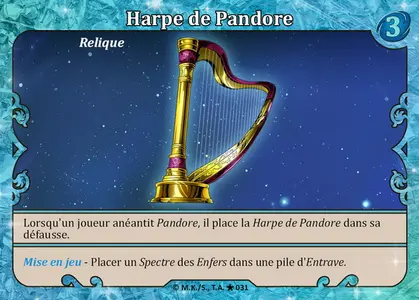 Harpe de Pandore
3
Relique
Lorsqu'un joueur anéantit Pandore, il place la Harpe de Pandore dans sa
défausse.
Mise en jeu - Placer un Spectre des Enfers dans une pile d'Entrave.
© M.K./S., T.A. ★ 031